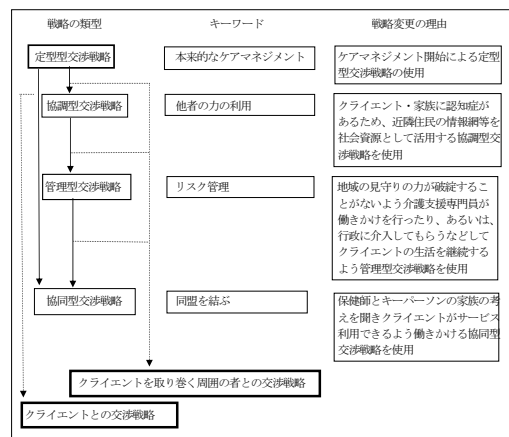 戦略の類型
キーワード
戦略変更の理由
定型型交渉戦略
本来的なケアマネジメント
ケアマネジメント開始による定型
型交渉戦略の使用
協調型交渉戦略
他者の力の利用
クライエント・家族に認知症が
あるため、近隣住民の情報網等を
社会資源として活用する協調型交
渉戦略を使用
管理型交渉戦略
リスク管理
地域の見守りの力が破綻するこ
とがないよう介護支援専門員が
働きかけを行ったり、あるいは、
行政に介入してもらうなどして
クライエントの生活を継続する
よう管理型交渉戦略を使用
協同型交渉戦略
同盟を結ぶ
保健師とキーパーソンの家族の考
えを聞きクライエントがサービス
利用できるよう働きかける協同型
交渉戦略を使用
クライエントを取り巻く周囲の者との交渉戦略
クライエントとの交渉戦略